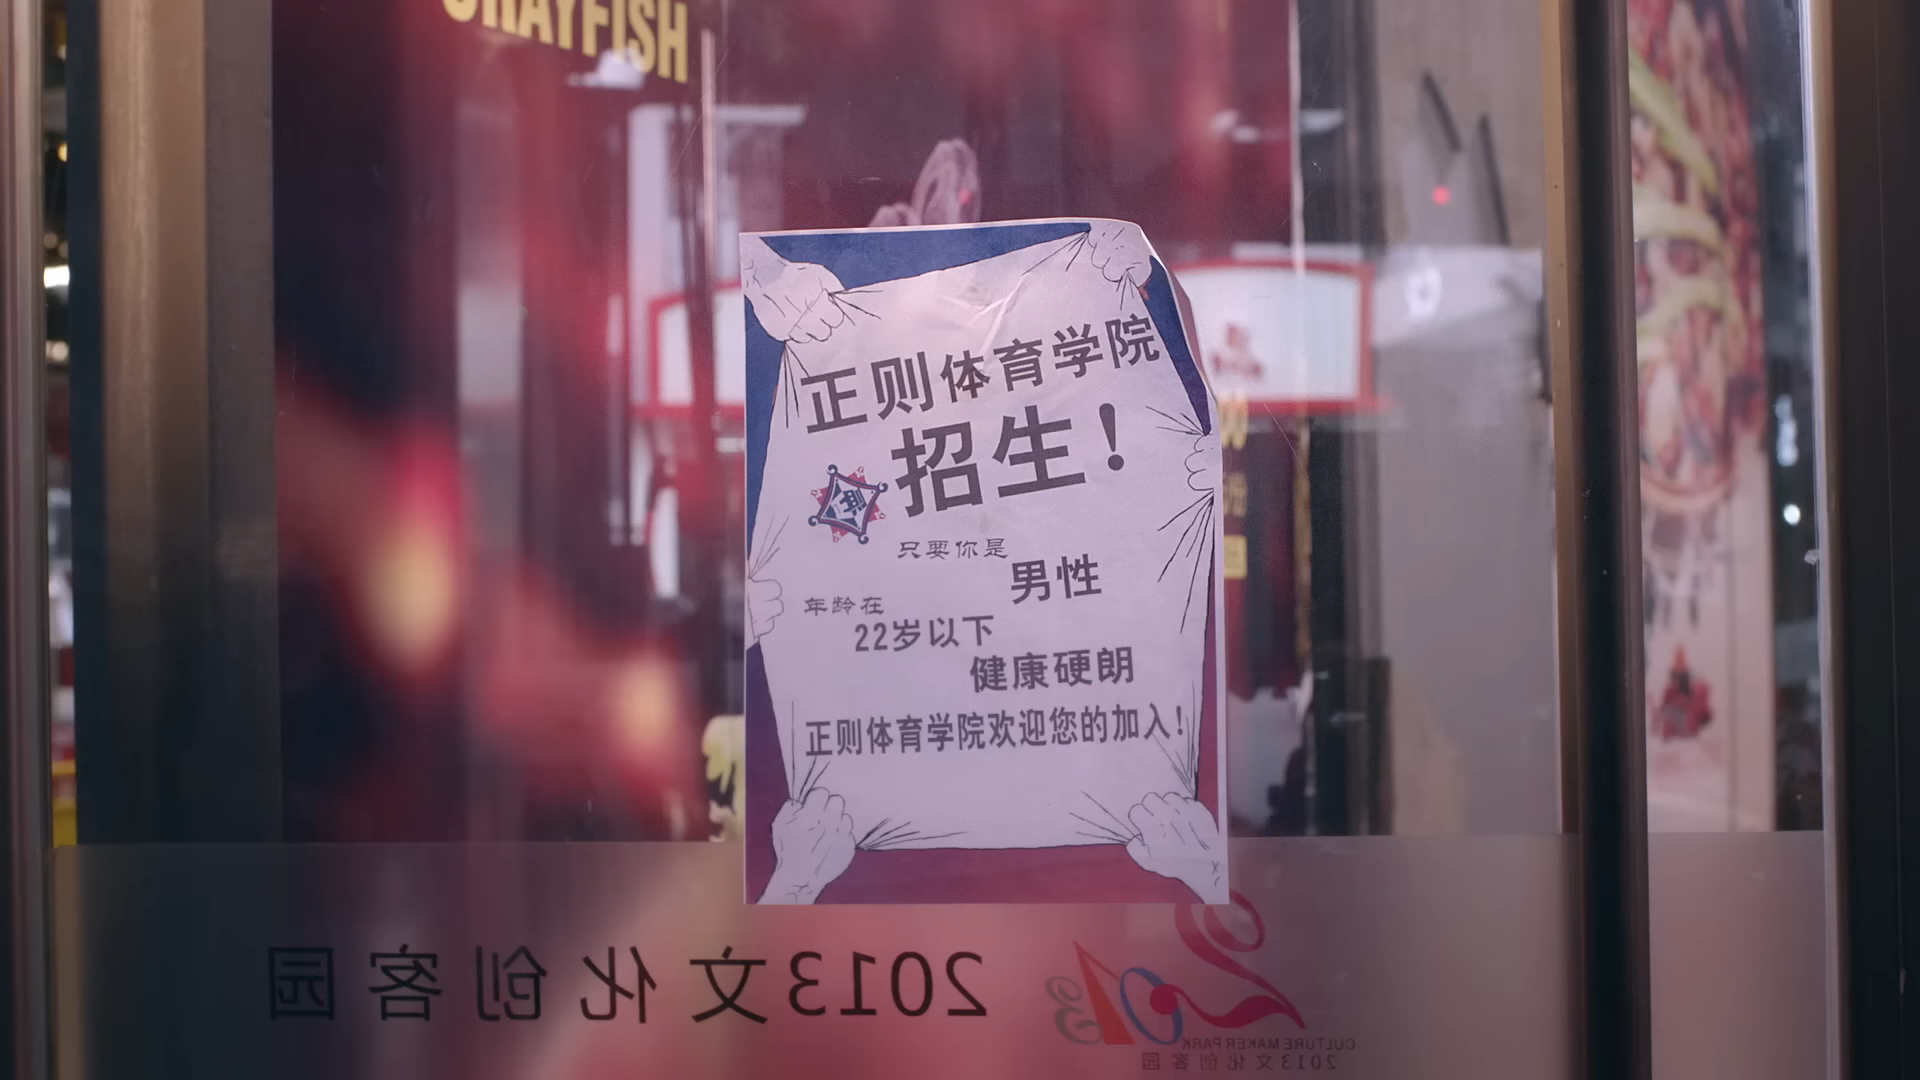 CRAYFISH
正则体育学院
招生！
只要你是
男性
年龄在
22岁以下
健康硬朗
正则体育学院欢迎您的加入！
2013文化创客园
CULTURE MAKER PARK
2013文化创客园